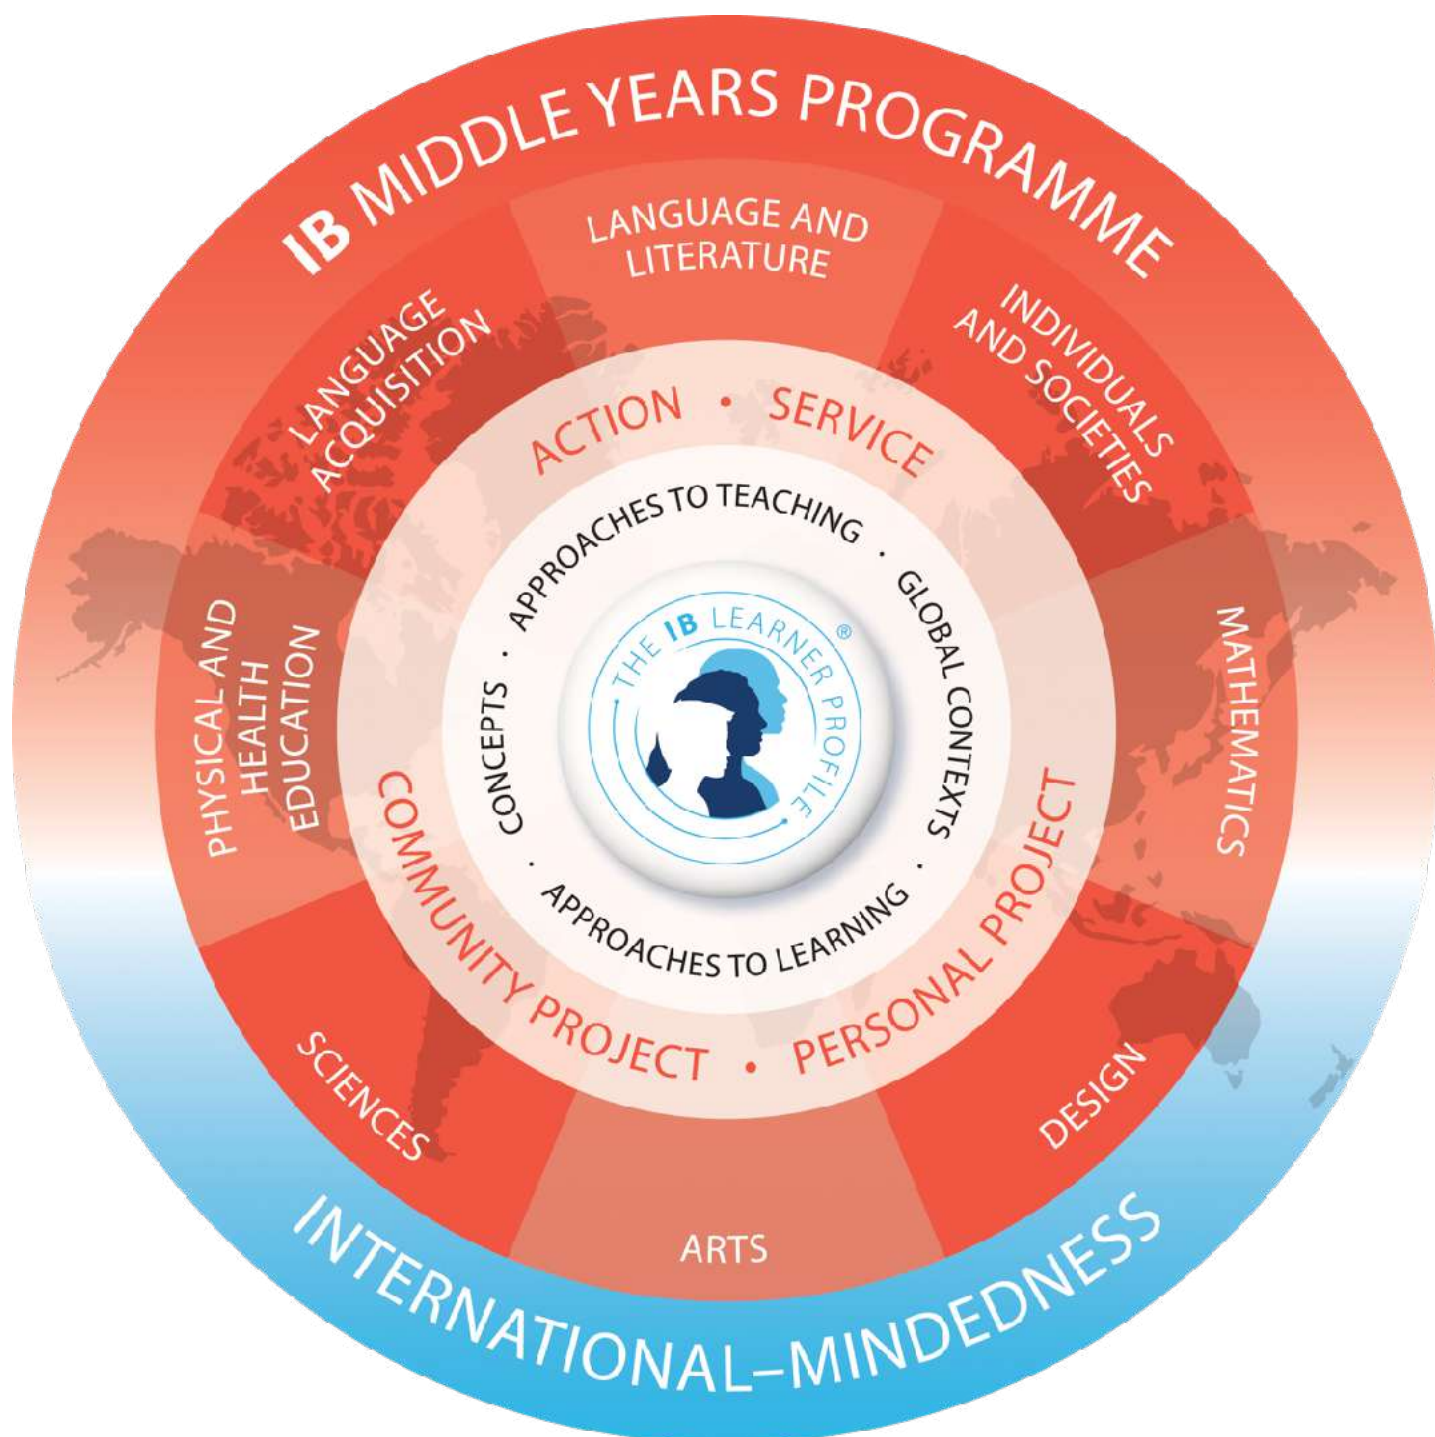 IB MIDDLE YEARS PROGRAMME
LANGUAGE AND
LITERATURE
INDIVIDUALS
AND SOCIETIES
MATHEMATICS
DESIGN
ARTS
SCIENCES
PHYSICAL AND
HEALTH
EDUCATION
LANGUAGE
ACQUISITION
ACTION • SERVICE
COMMUNITY PROJECT • PERSONAL PROJECT
APPROACHES TO TEACHING · GLOBAL CONTEXTS ·
APPROACHES TO LEARNING ·
CONCEPTS ·
THE IB LEARNER PROFILE ®
INTERNATIONAL–MINDEDNESS